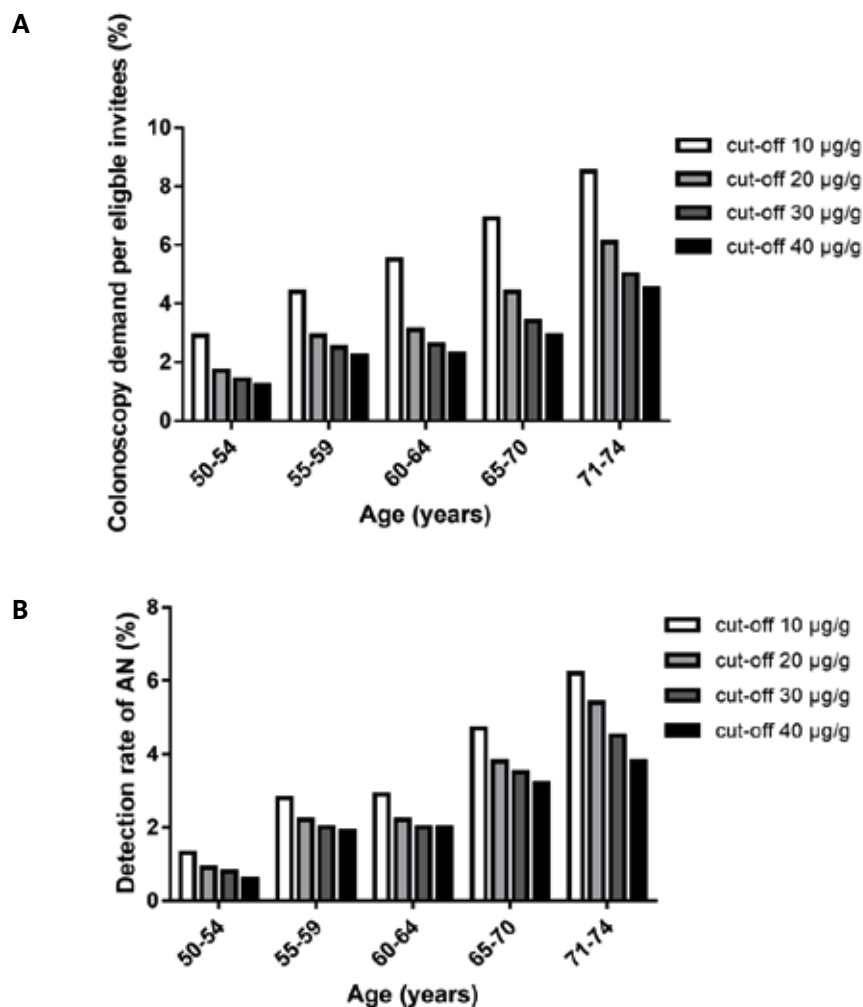 A
Colonoscopy demand per eligble invitees (%)
10
8
6
4
2
0
50-54
55-59
60-64
65-70
71-74
Age (years)
cut-off 10 µg/g
cut-off 20 µg/g
cut-off 30 µg/g
cut-off 40 µg/g
B
Detection rate of AN (%)
8
6
4
2
0
50-54
55-59
60-64
65-70
71-74
Age (years)
cut-off 10 µg/g
cut-off 20 µg/g
cut-off 30 µg/g
cut-off 40 µg/g